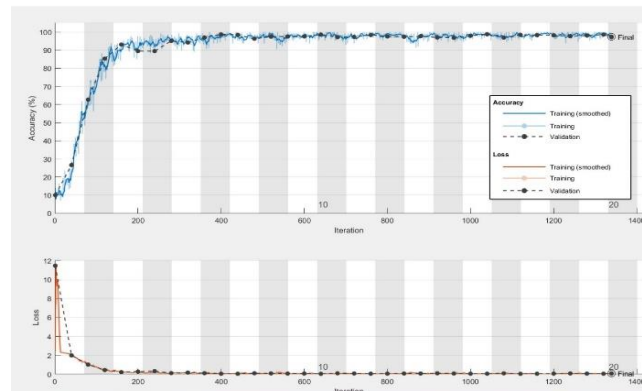 100
90
80
70
60
50
40
30
20
10
0
Accuracy (%)
Final
Accuracy
Training (smoothed)
Training
Validation
Loss
Training (smoothed)
Training
Validation
10
20
0
200
400
600
800
1000
1200
1400
Iteration
12
10
8
6
4
2
0
Loss
10
20
Final
0
200
400
600
800
1000
1200
1400
Iteration